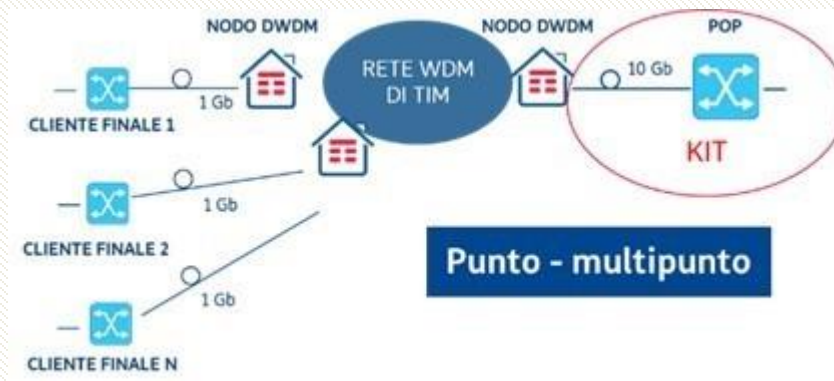 NODO DWDM
NODO DWDM
POP
RETE WDM
DI TIM
10 Gb
1 Gb
CLIENTE FINALE 1
KIT
1 Gb
CLIENTE FINALE 2
Punto - multipunto
1 Gb
CLIENTE FINALE N